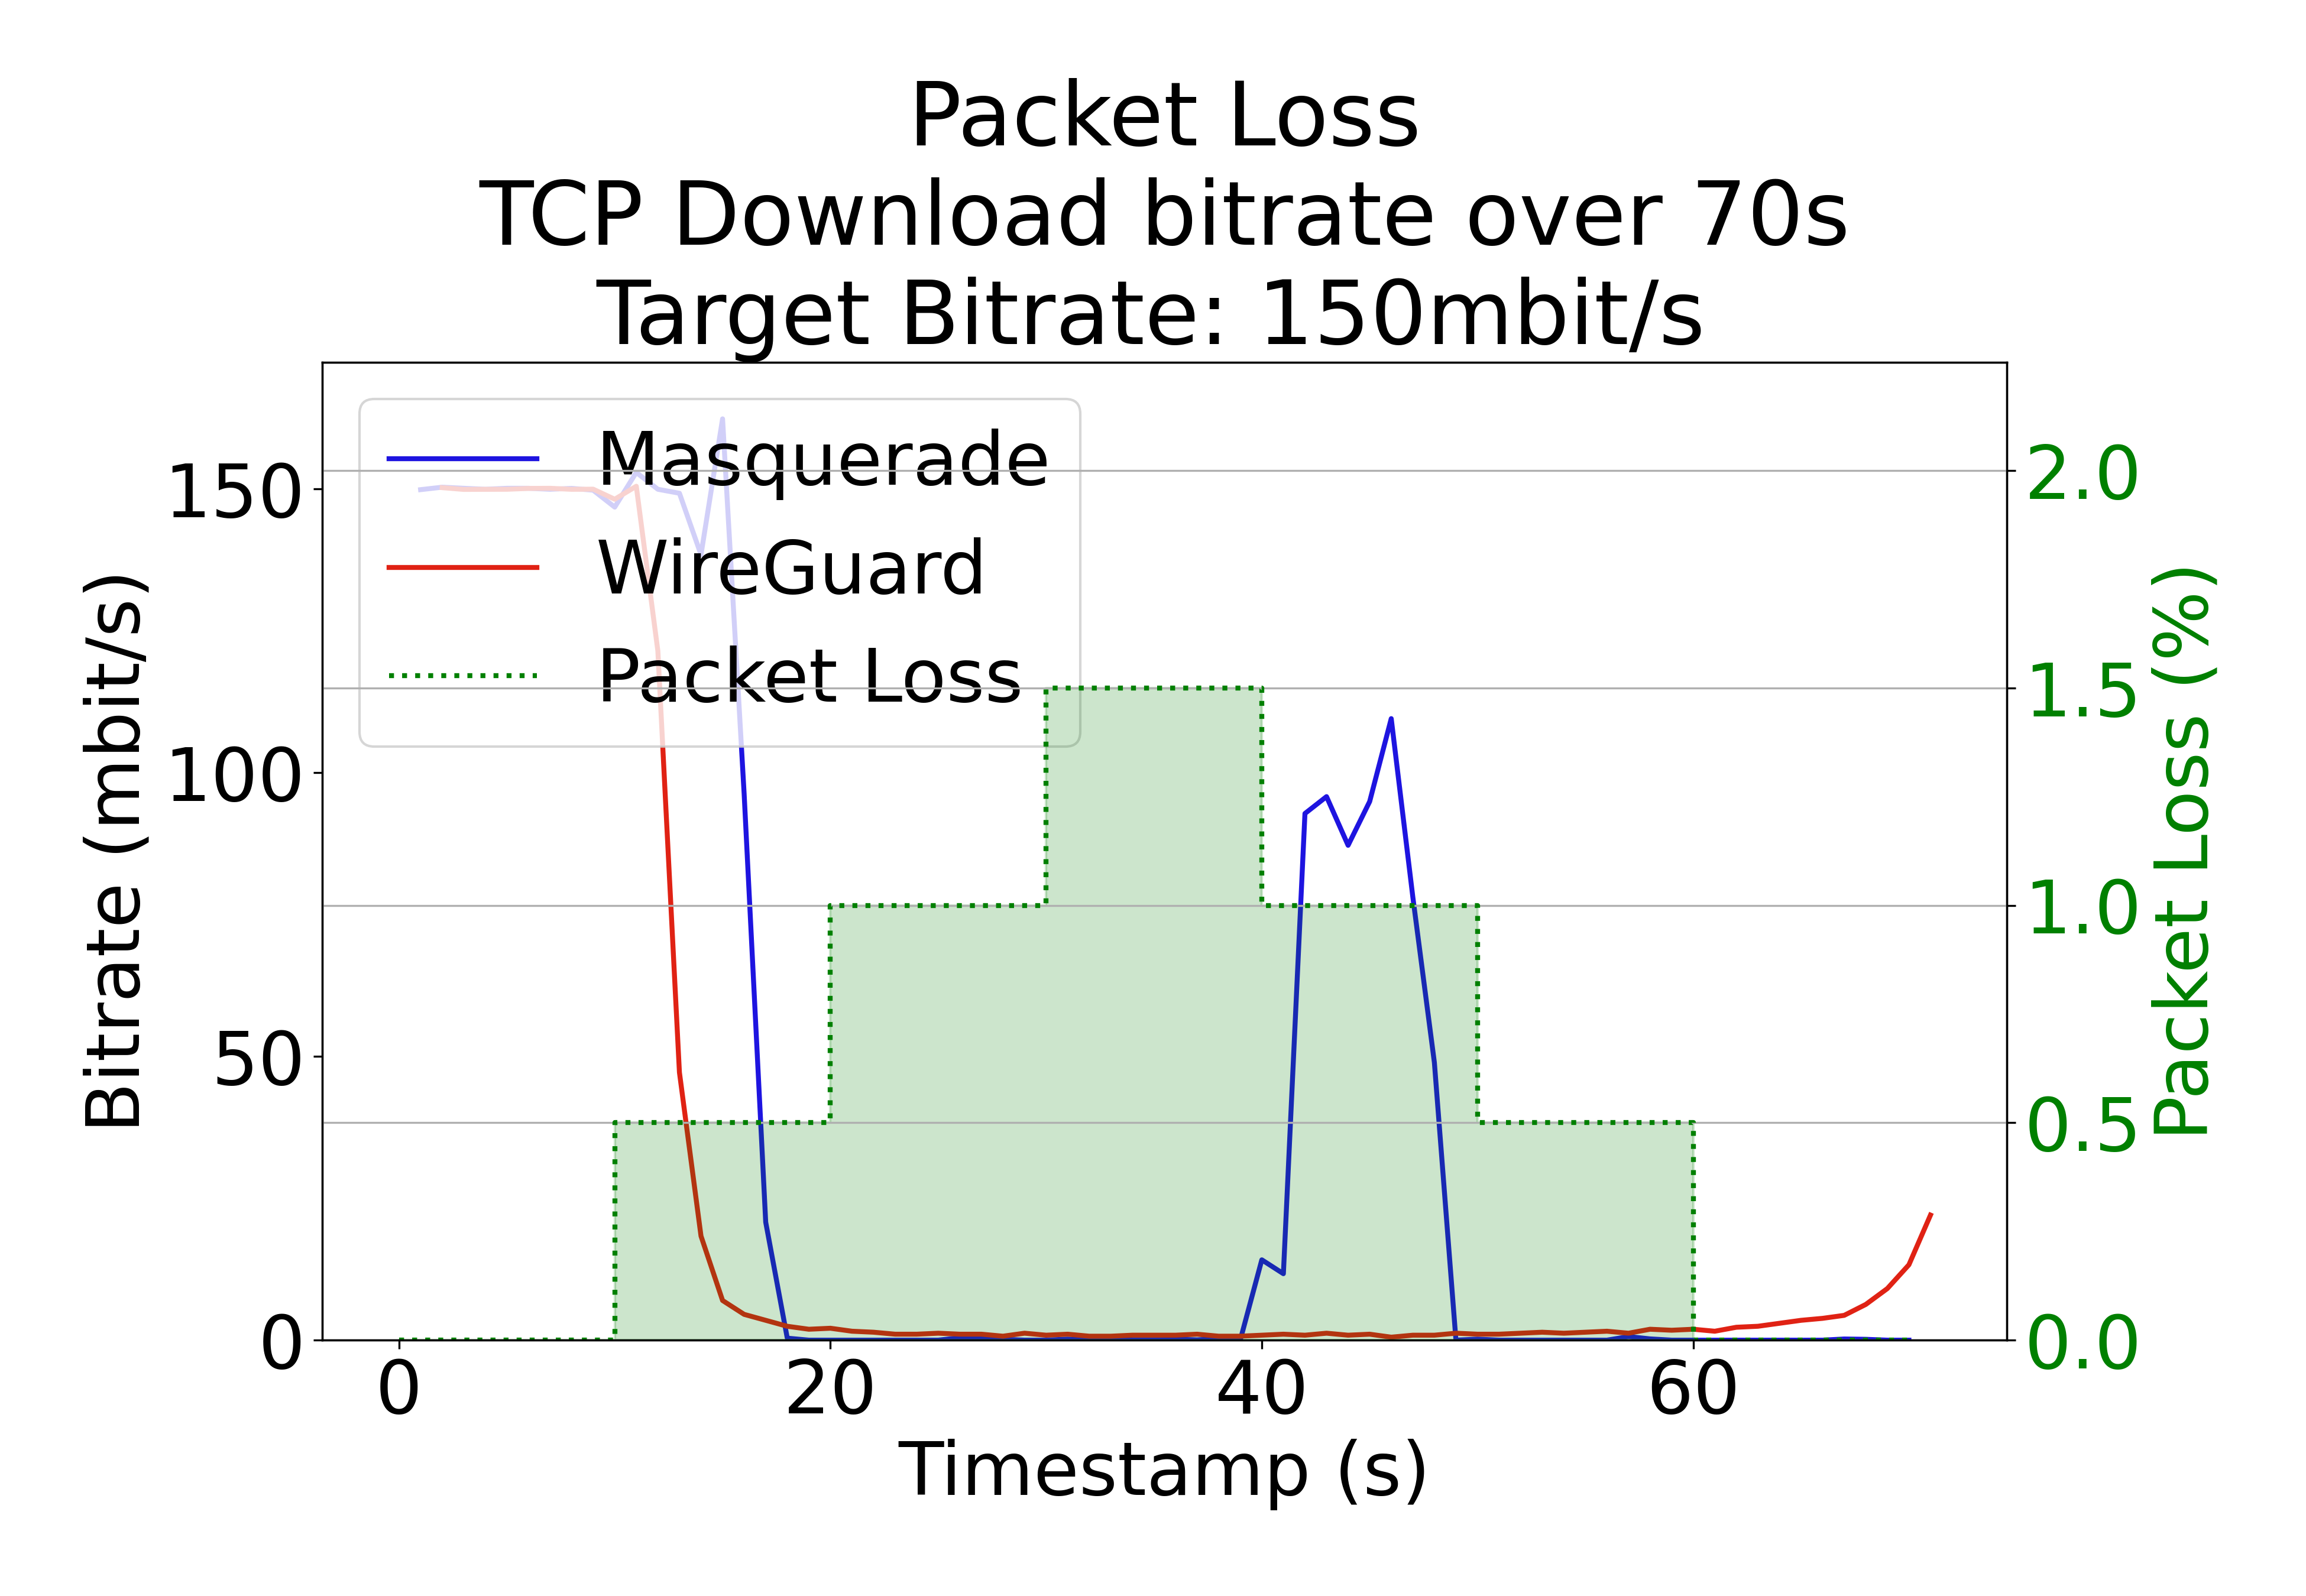 Packet Loss
TCP Download bitrate over 70s
Target Bitrate: 150mbit/s
Masquerade
WireGuard
Packet Loss
Bitrate (mbit/s)
150
100
50
0
0
20
40
60
Timestamp (s)
2.0
1.5
1.0
0.5
0.0
Packet Loss (%)